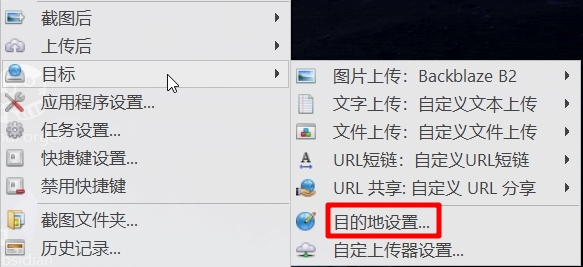 截图后
上传后
目标
应用程序设置...
任务设置...
快捷键设置...
禁用快捷键
截图文件夹...
历史记录...
图片上传：Backblaze B2
文字上传：自定义文本上传
文件上传：自定义文件上传
URL短链：自定义URL短链
URL 共享: 自定义 URL 分享
目的地设置...
自定上传器设置...